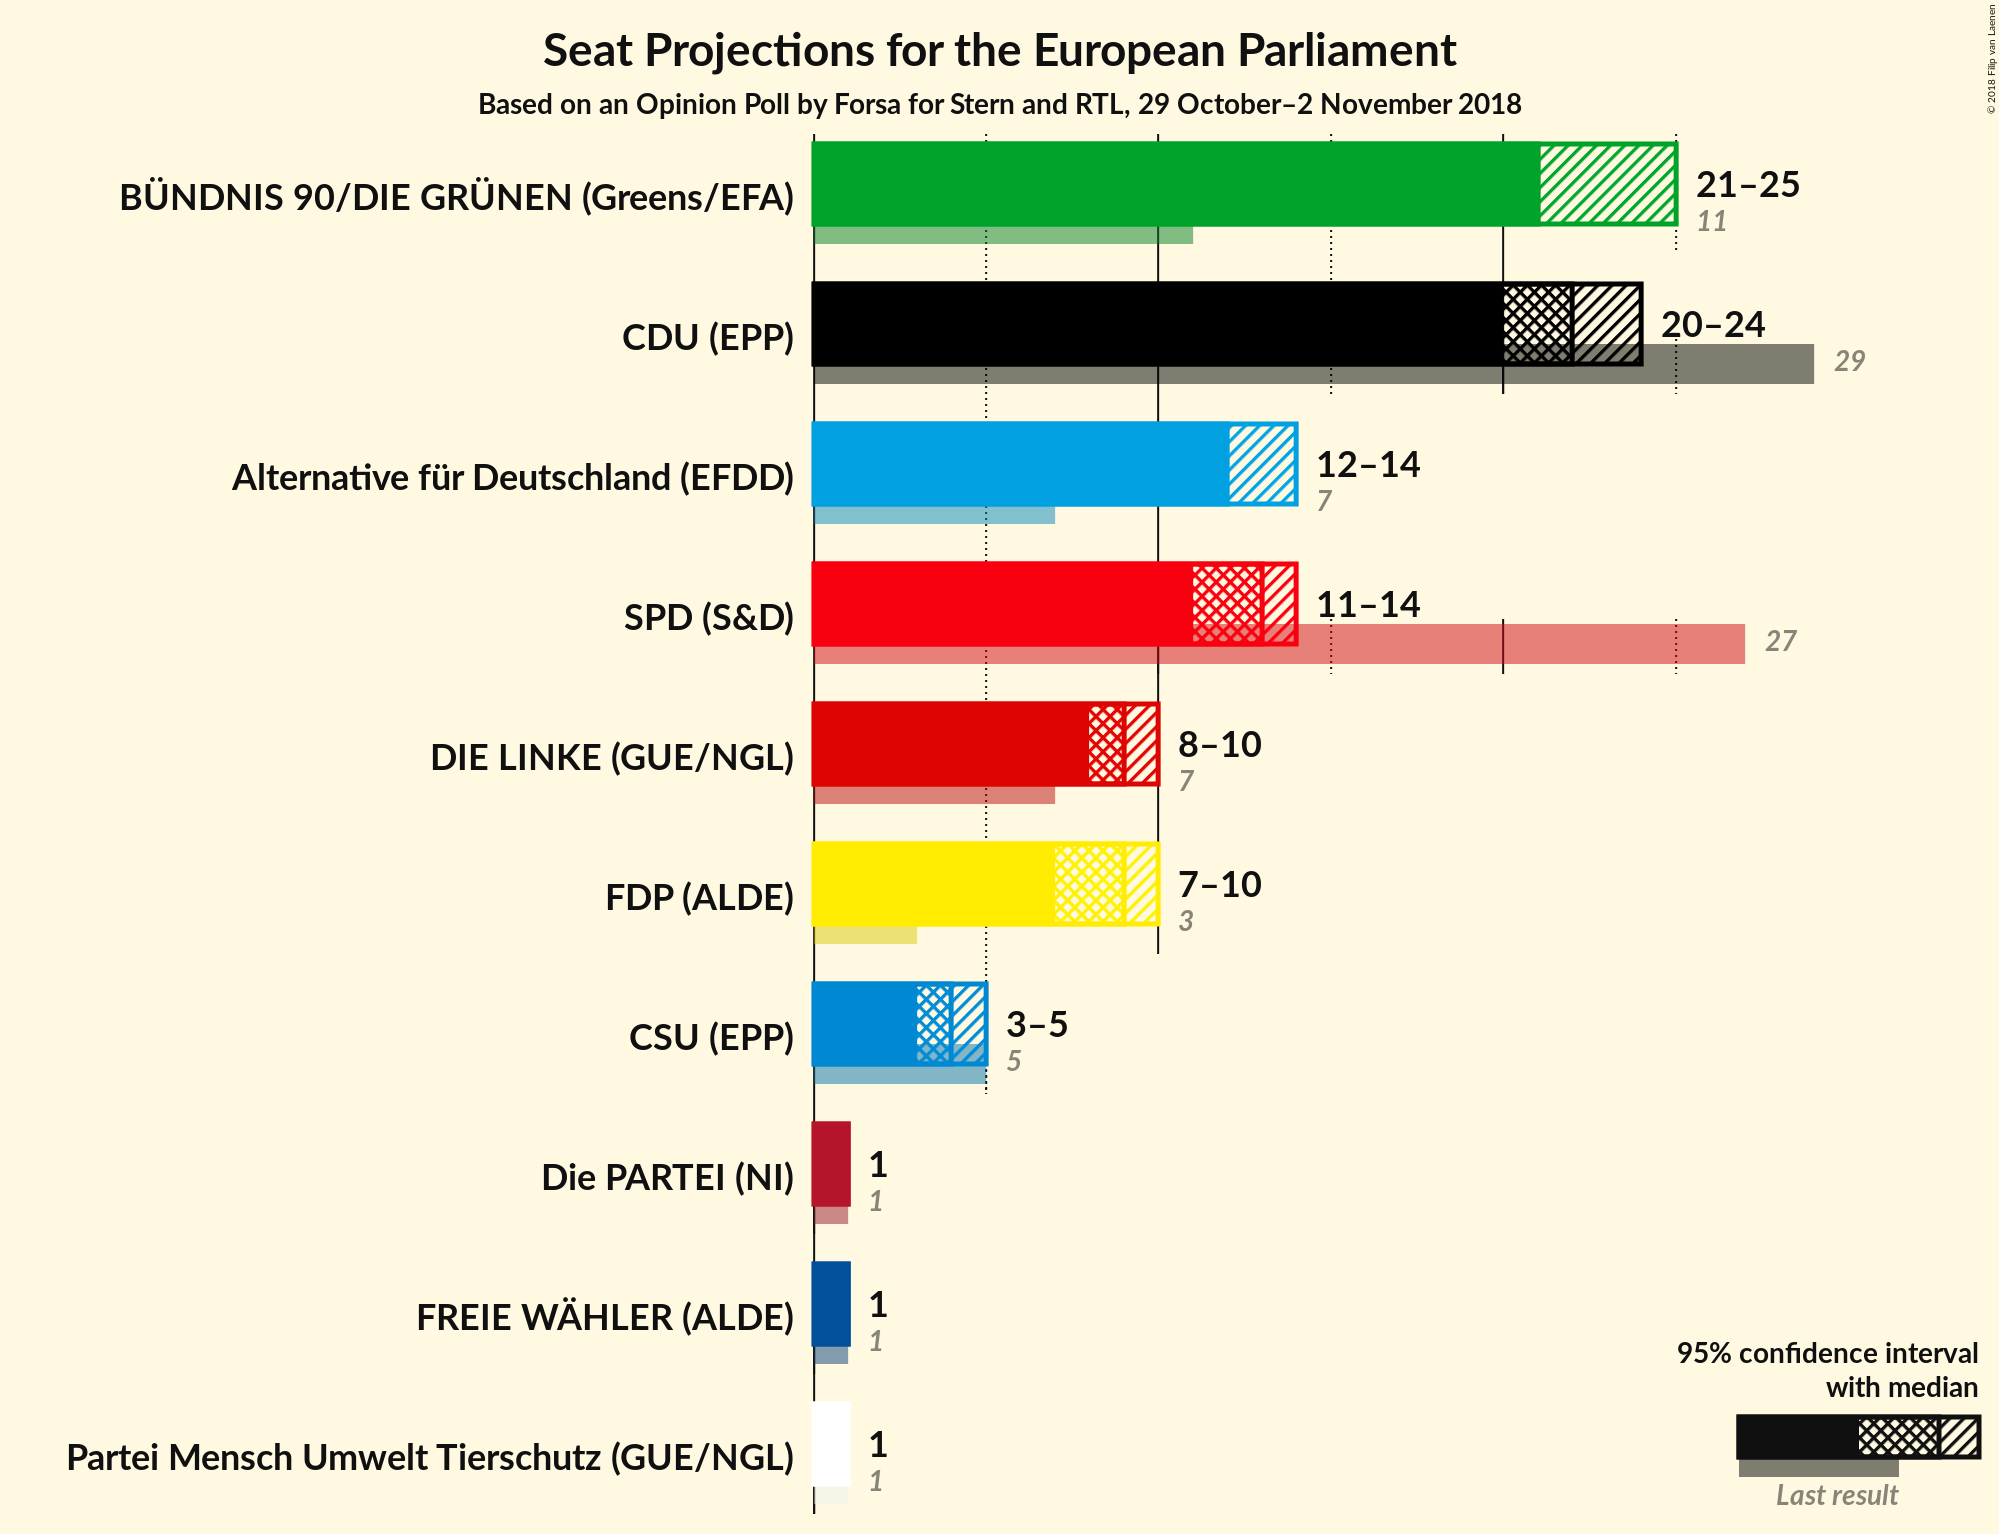 Seat Projections for the European Parliament
Based on an Opinion Poll by Forsa for Stern and RTL, 29 October–2 November 2018
© 2018 Filip van Laenen
BÜNDNIS 90/DIE GRÜNEN (Greens/EFA)
21–25
11
CDU (EPP)
20–24
29
Alternative für Deutschland (EFDD)
12–14
7
SPD (S&D)
11–14
27
DIE LINKE (GUE/NGL)
8–10
7
FDP (ALDE)
7–10
3
CSU (EPP)
3–5
5
Die PARTEI (NI)
1
1
FREIE WÄHLER (ALDE)
1
1
Partei Mensch Umwelt Tierschutz (GUE/NGL)
1
1
95% confidence interval
with median
Last result